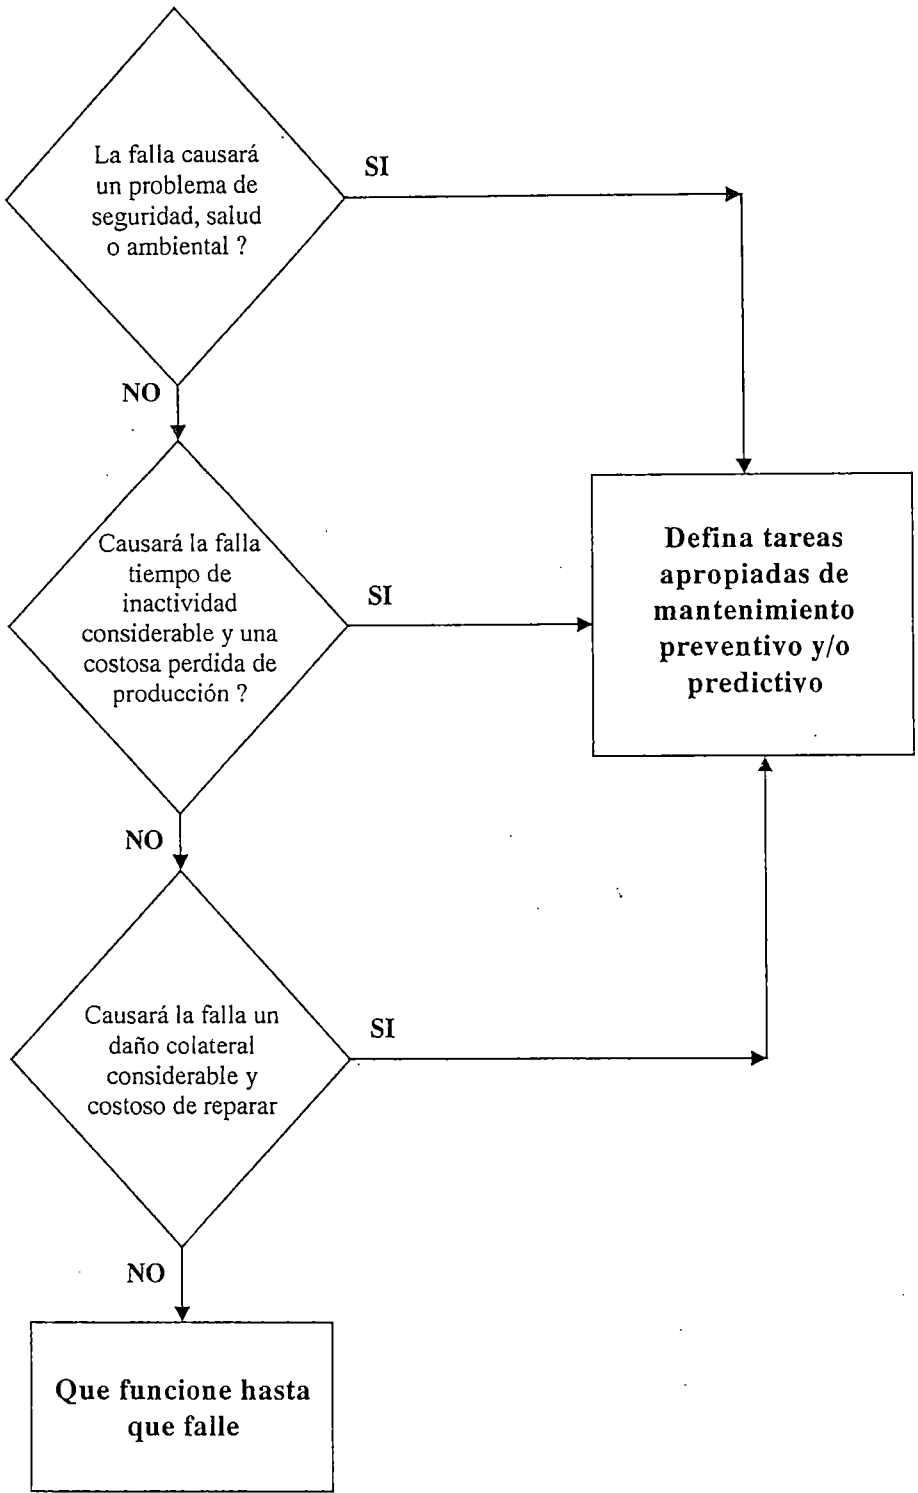 La falla causará
un problema de
seguridad, salud
o ambiental ?
SI
NO
Causará la falla
tiempo de
inactividad
considerable y una
costosa perdida de
producción ?
SI
Defina tareas
apropiadas de
mantenimiento
preventivo y/o
predictivo
NO
Causará la falla un
daño colateral
considerable y
costoso de reparar
SI
NO
Que funcione hasta
que falle